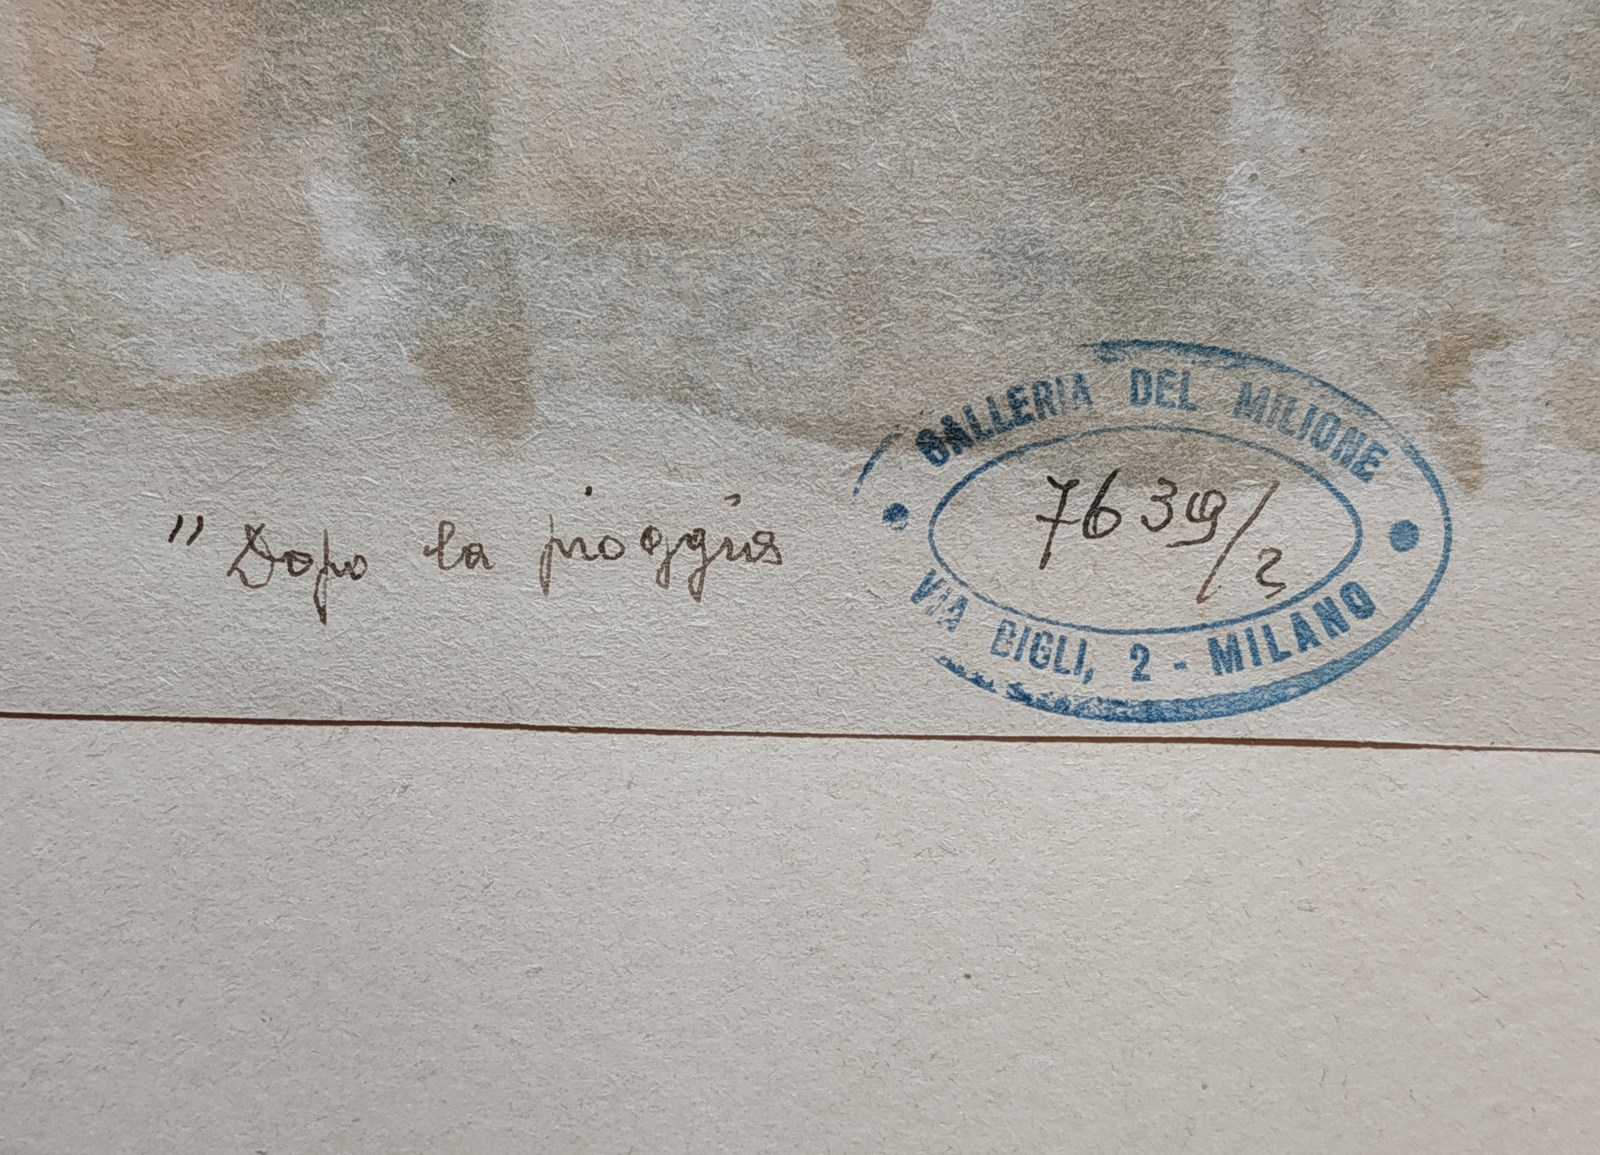 " Dopo la pioggia
GALLERIA DEL MILIONE
7639/2
VIA BIGLI, 2 - MILANO